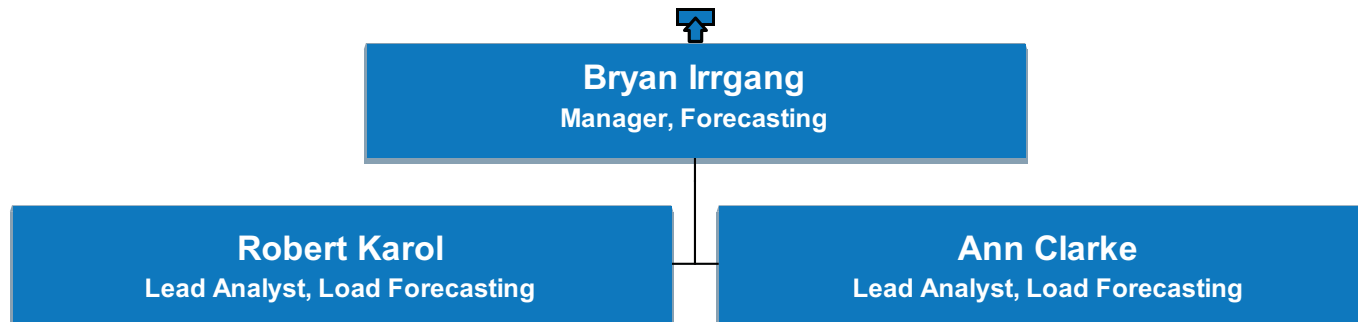 Bryan Irrgang
Manager, Forecasting
Robert Karol
Lead Analyst, Load Forecasting
Ann Clarke
Lead Analyst, Load Forecasting